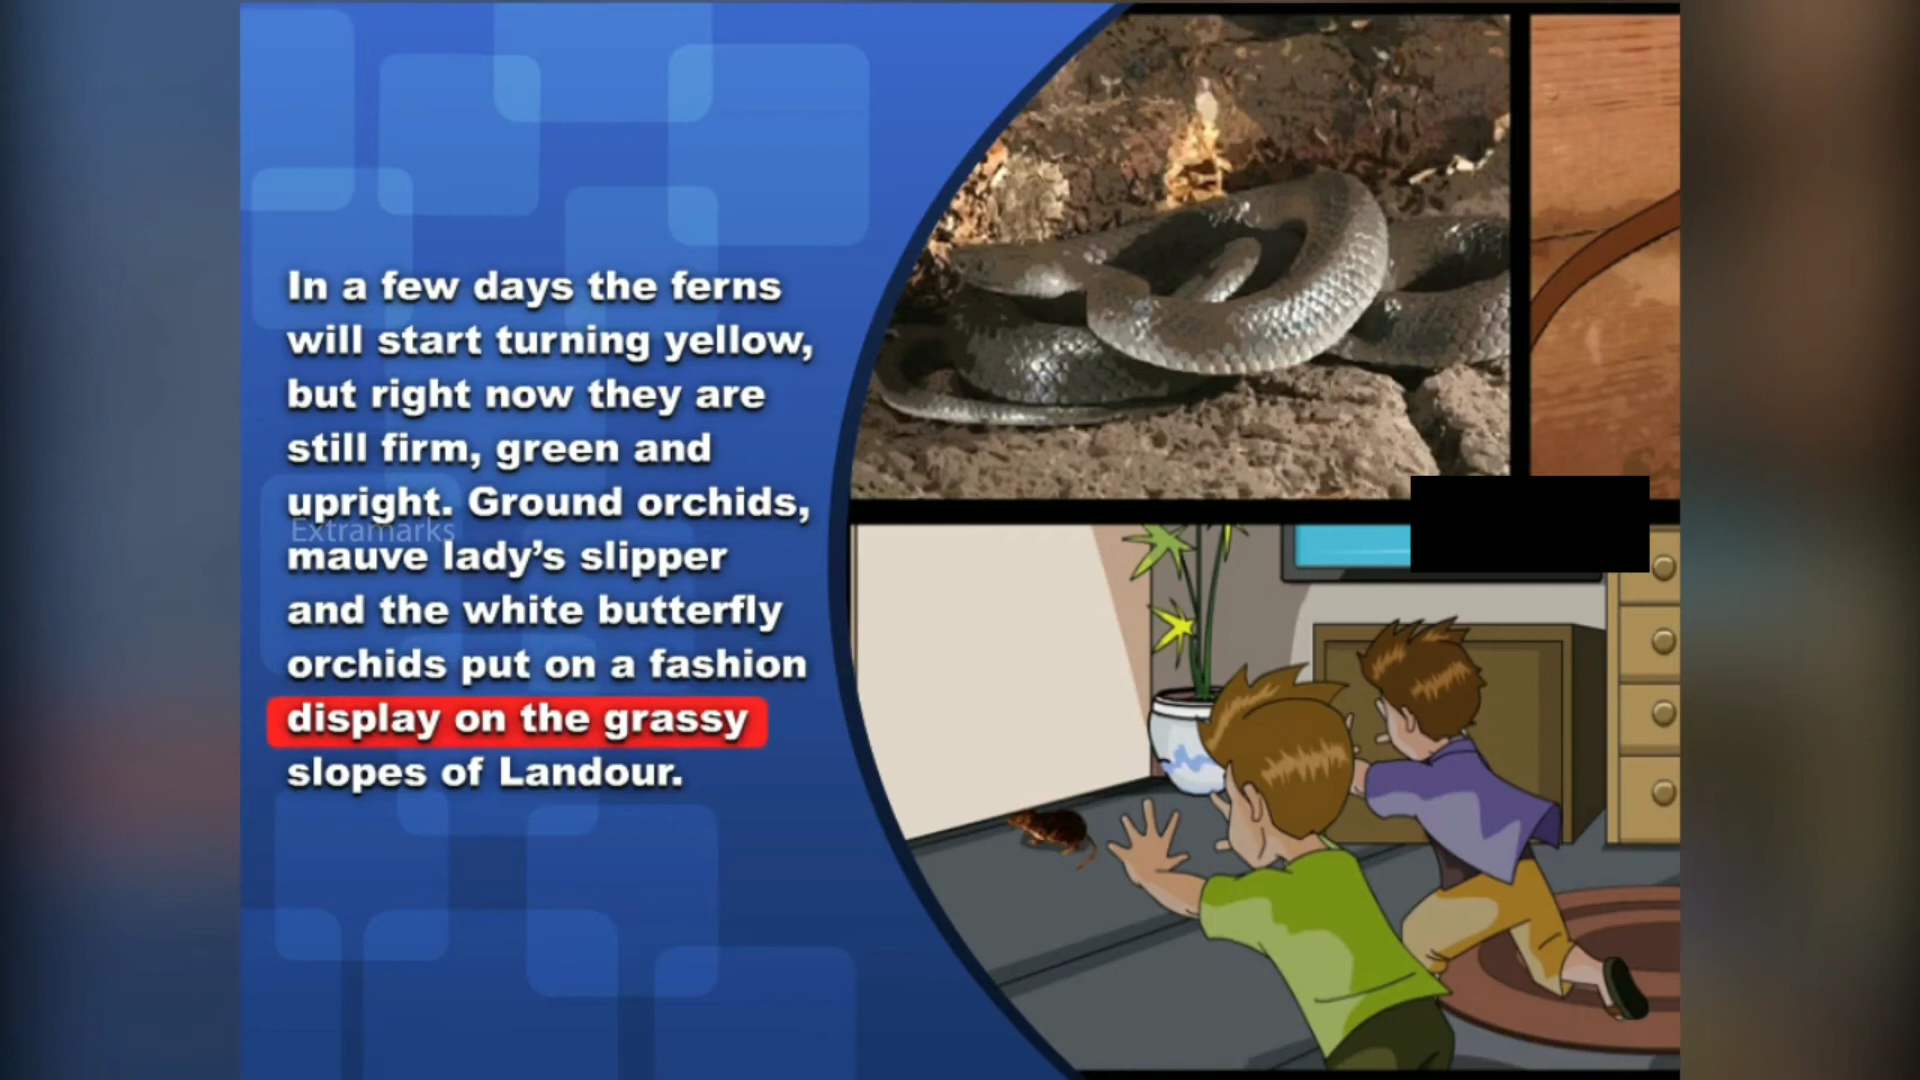 In a few days the ferns
will start turning yellow,
but right now they are
still firm, green and
upright. Ground orchids,
Extramarks
mauve lady’s slipper
and the white butterfly
orchids put on a fashion
display on the grassy
slopes of Landour.